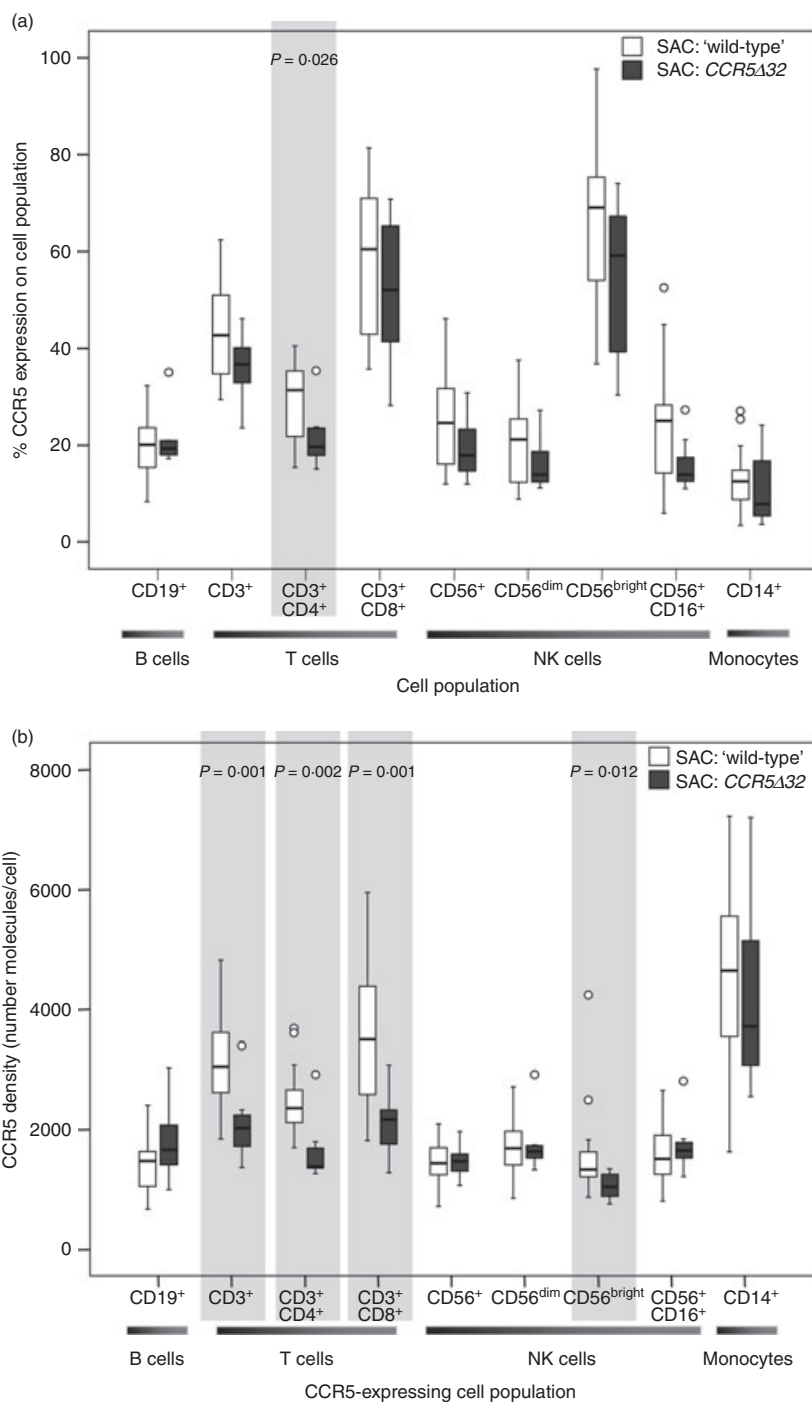 (a)
100
80
60
40
20
0
% CCR5 expression on cell population
P = 0·026
SAC: ‘wild-type’
SAC: CCR5Δ32
CD19⁺ CD3⁺ CD3⁺ CD3⁺ CD56⁺ CD56ᵈⁱᵐ CD56ᵇʳⁱᵍʰᵗ CD56⁺ CD14⁺
CD4⁺ CD8⁺ CD16⁺
B cells T cells NK cells Monocytes
Cell population
(b)
8000
6000
4000
2000
0
CCR5 density (number molecules/cell)
P = 0·001 P = 0·002 P = 0·001 P = 0·012
SAC: ‘wild-type’
SAC: CCR5Δ32
CD19⁺ CD3⁺ CD3⁺ CD3⁺ CD56⁺ CD56ᵈⁱᵐ CD56ᵇʳⁱᵍʰᵗ CD56⁺ CD14⁺
CD4⁺ CD8⁺ CD16⁺
B cells T cells NK cells Monocytes
CCR5-expressing cell population